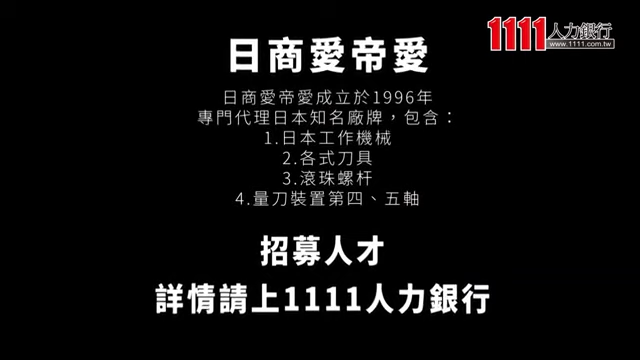 1111人力銀行
www.1111.com.tw
日商愛帝愛
日商愛帝愛成立於1996年
專門代理日本知名廠牌，包含：
1.日本工作機械
2.各式刀具
3.滾珠螺杆
4.量刀裝置第四、五軸
招募人才
詳情請上1111人力銀行